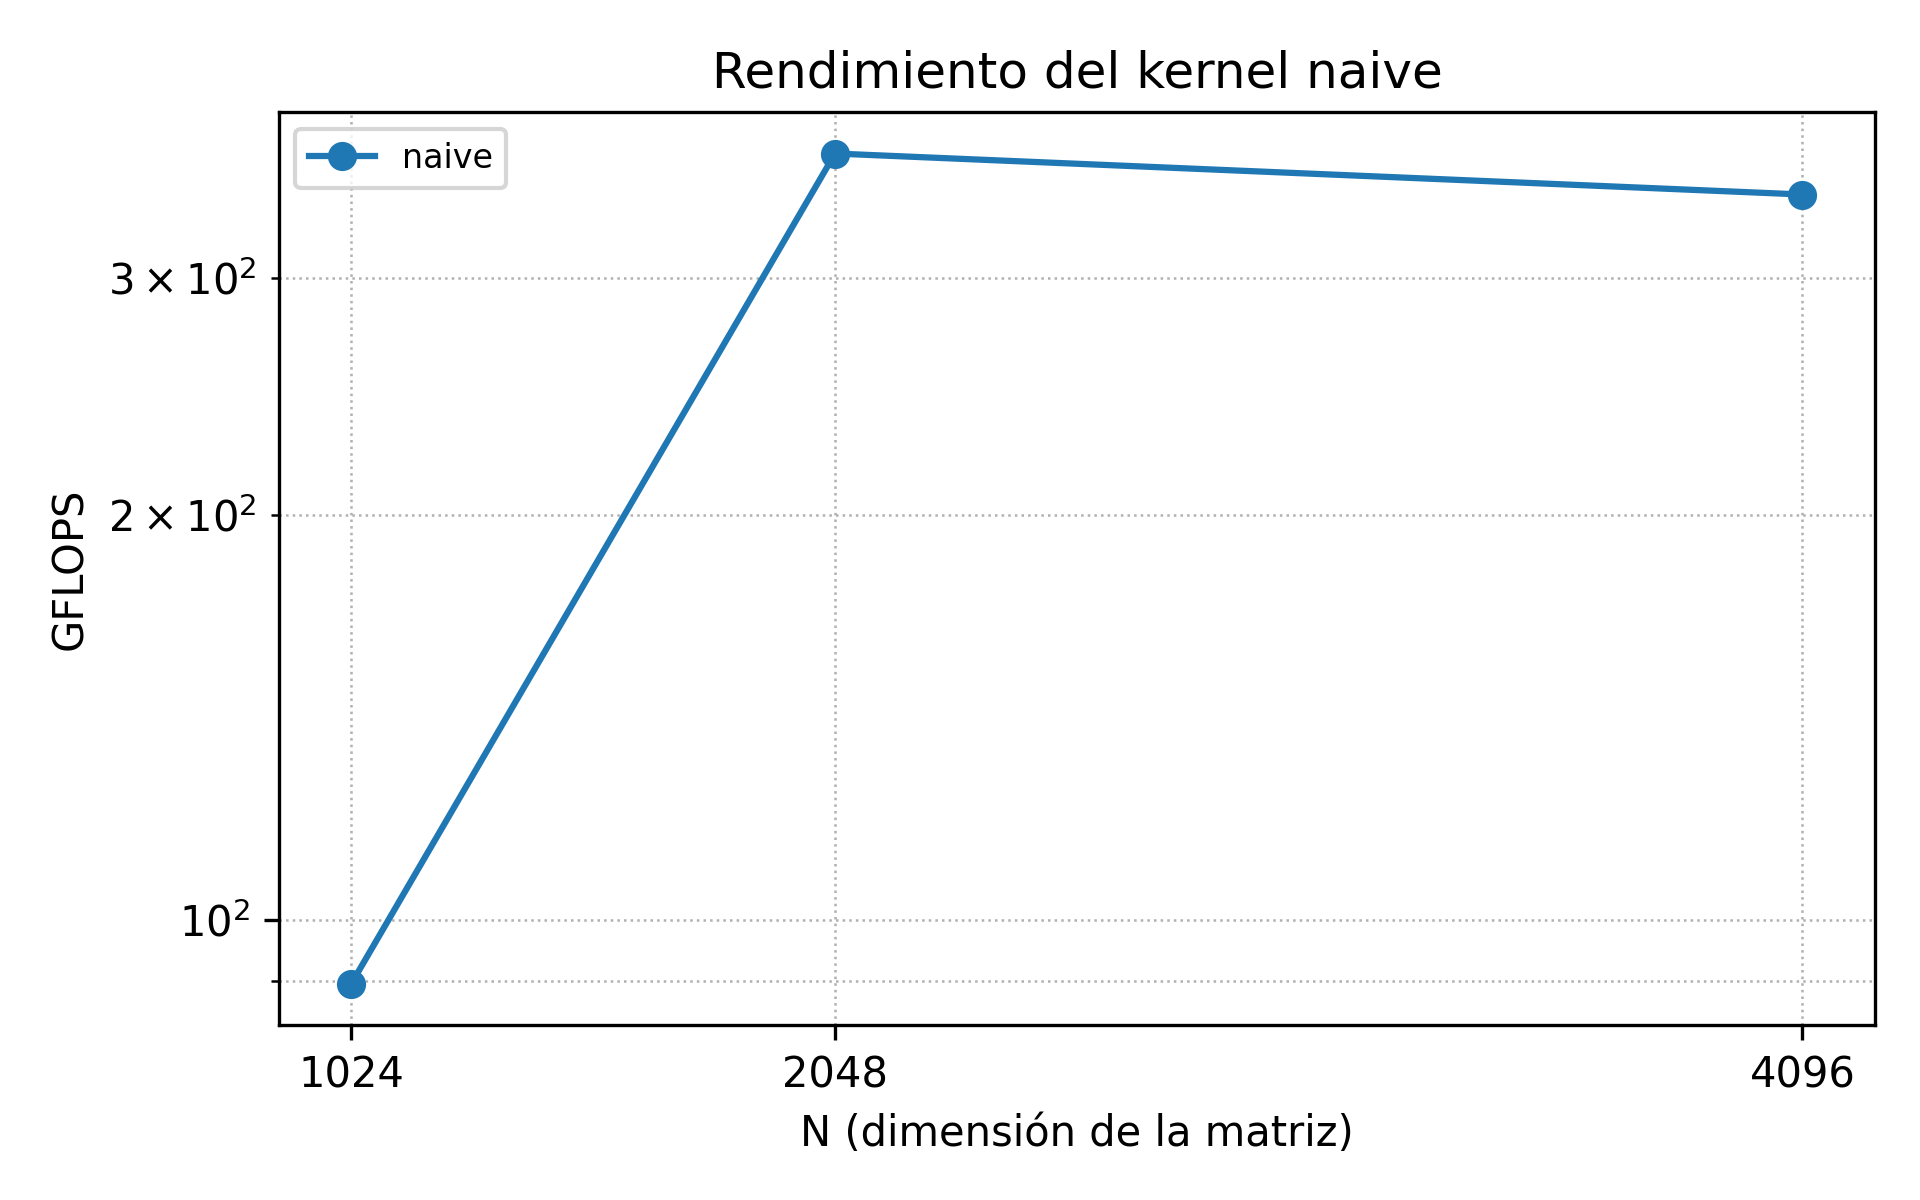 Rendimiento del kernel naive
naive
3 × 10²
2 × 10²
10²
GFLOPS
1024
2048
4096
N (dimensión de la matriz)